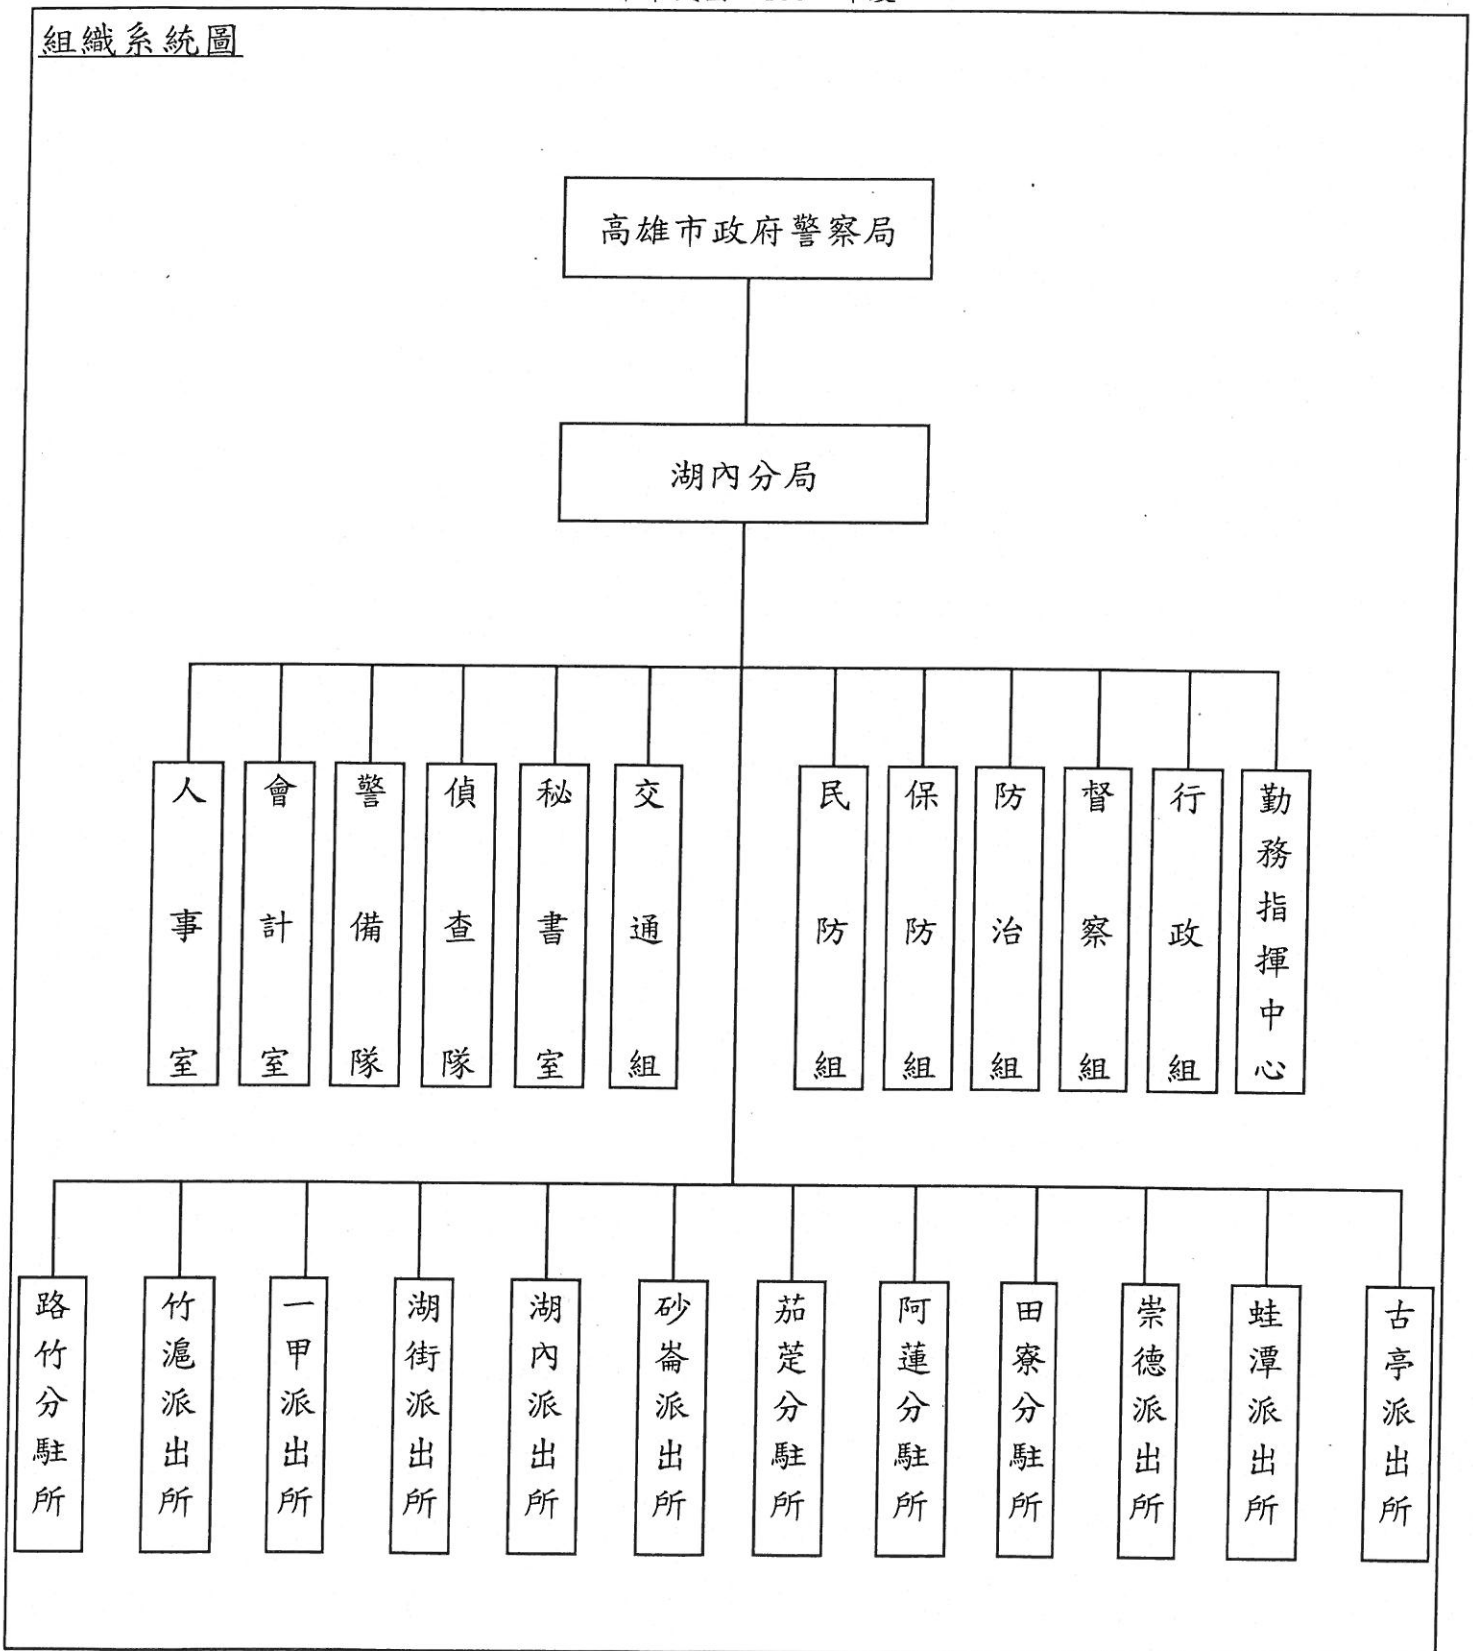 組織系統圖
高雄市政府警察局
湖內分局
人事室
會計室
警備隊
偵查隊
秘書室
交通組
民防組
保防組
防治組
督察組
行政組
勤務指揮中心
路竹分駐所
竹滬派出所
一甲派出所
湖街派出所
湖內派出所
砂崙派出所
茄萣分駐所
阿蓮分駐所
田寮分駐所
崇德派出所
蛙潭派出所
古亭派出所